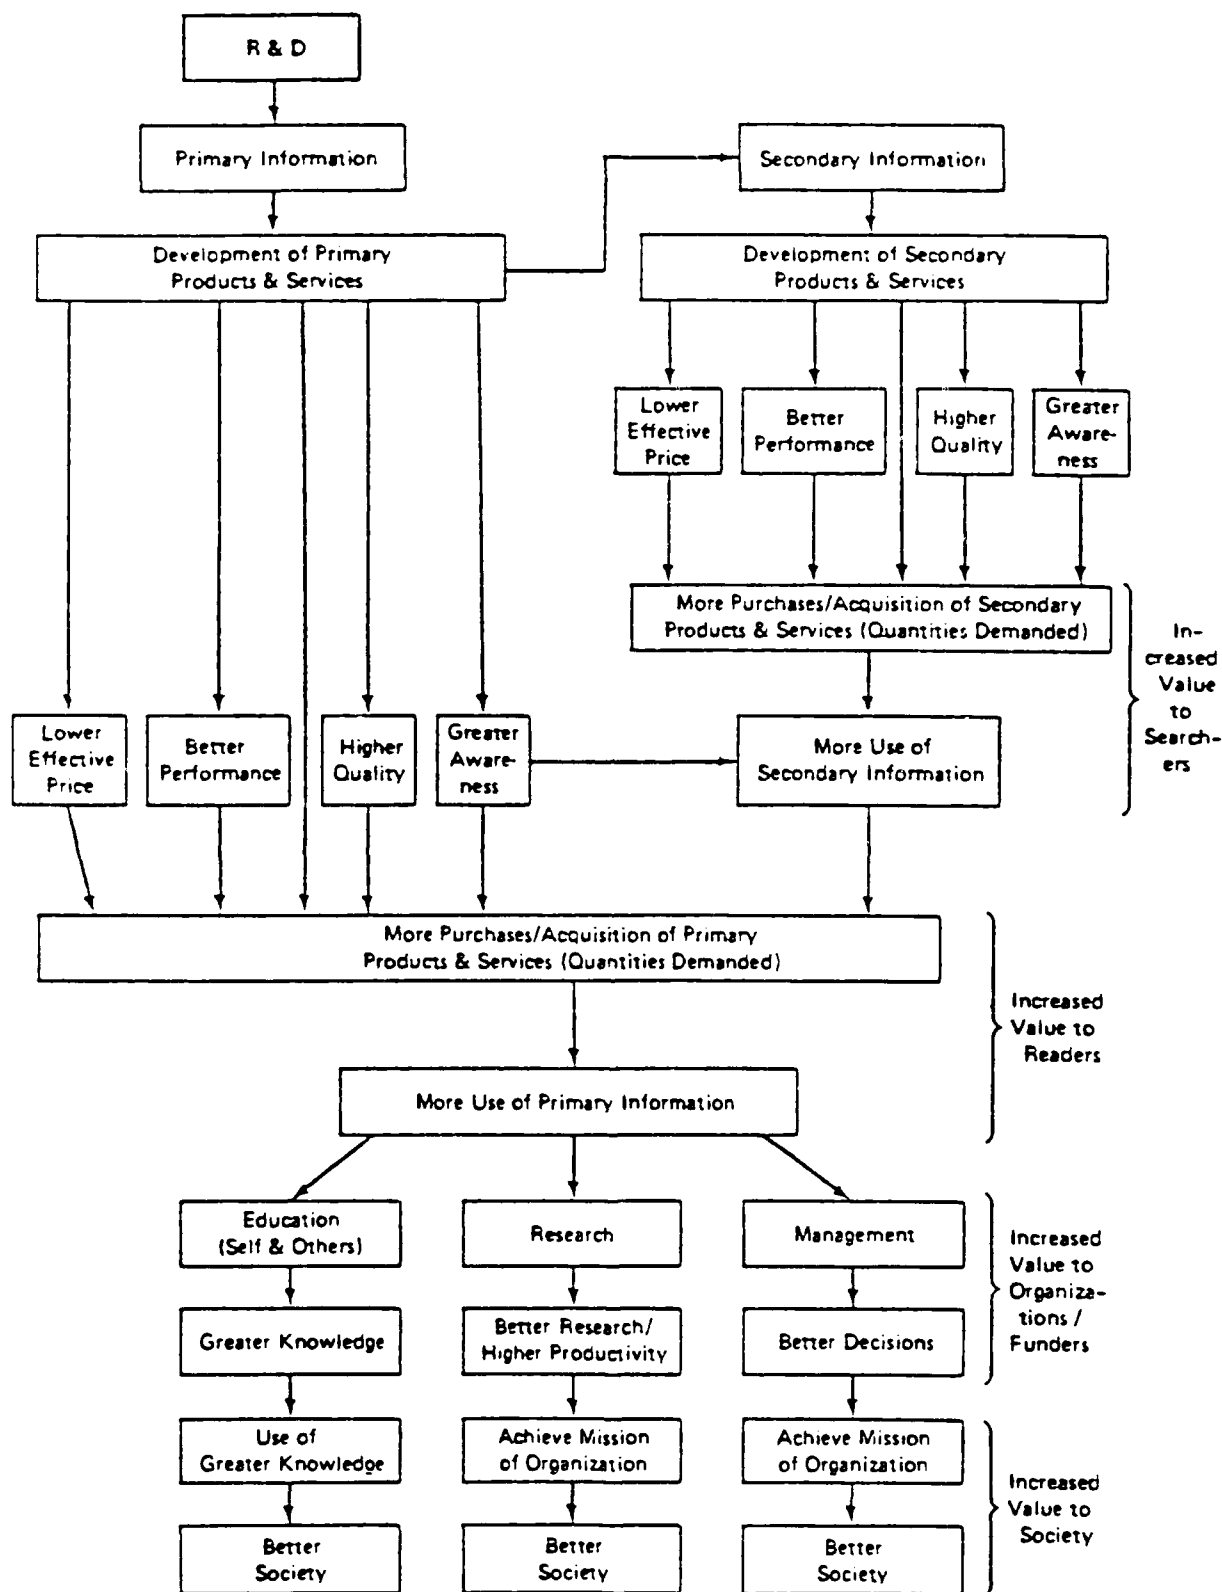 R & D
Primary Information
Secondary Information
Development of Primary
Products & Services
Development of Secondary
Products & Services
Lower
Effective
Price
Better
Performance
Higher
Quality
Greater
Aware-
ness
More Purchases/Acquisition of Secondary
Products & Services (Quantities Demanded)
In-
creased
Value
to
Search-
ers
Lower
Effective
Price
Better
Performance
Higher
Quality
Greater
Aware-
ness
More Use of
Secondary Information
More Purchases/Acquisition of Primary
Products & Services (Quantities Demanded)
Increased
Value to
Readers
More Use of Primary Information
Education
(Self & Others)
Research
Management
Increased
Value to
Organiza-
tions /
Funders
Greater Knowledge
Better Research/
Higher Productivity
Better Decisions
Use of
Greater Knowledge
Achieve Mission
of Organization
Achieve Mission
of Organization
Increased
Value to
Society
Better
Society
Better
Society
Better
Society